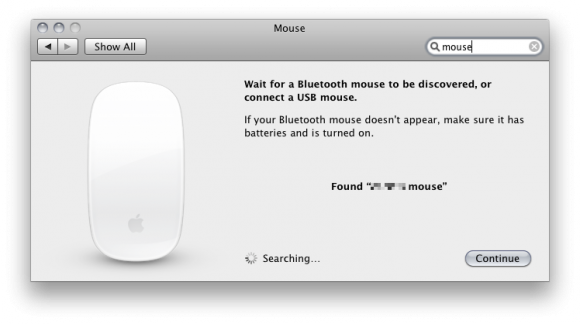 Mouse
Show All
mouse
Wait for a Bluetooth mouse to be discovered, or
connect a USB mouse.
If your Bluetooth mouse doesn't appear, make sure it has
batteries and is turned on.
Found “ mouse”
Searching...
Continue